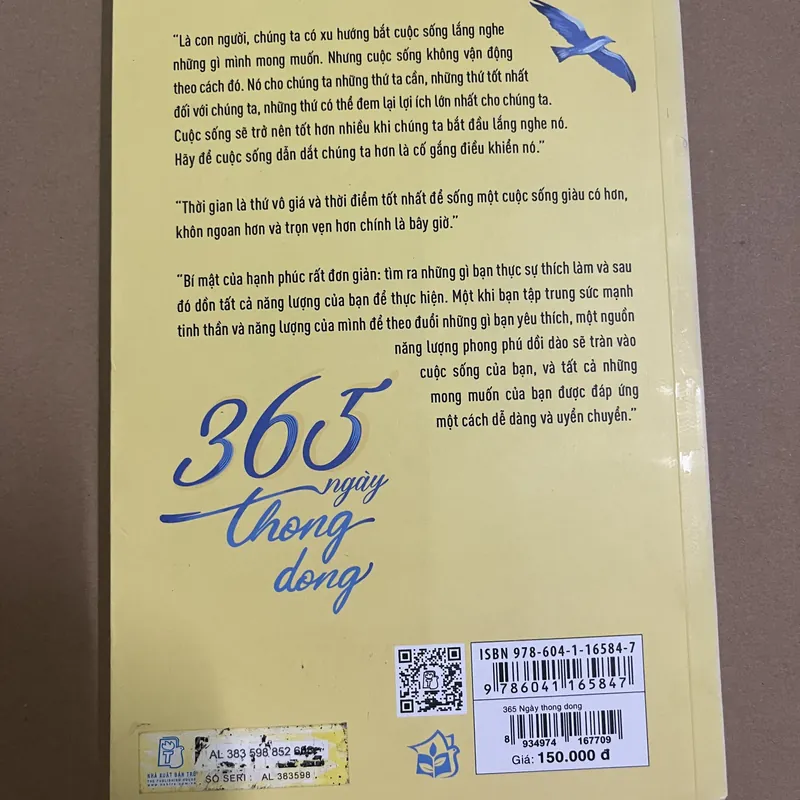 “Là con người, chúng ta có xu hướng bắt cuộc sống lắng nghe
những gì mình mong muốn. Nhưng cuộc sống không vận động
theo cách đó. Nó cho chúng ta những thứ ta cần, những thứ tốt nhất
đối với chúng ta, những thứ có thể đem lại lợi ích lớn nhất cho chúng ta.
Cuộc sống sẽ trở nên tốt hơn nhiều khi chúng ta bắt đầu lắng nghe nó.
Hãy để cuộc sống dẫn dắt chúng ta hơn là cố gắng điều khiển nó.”
“Thời gian là thứ vô giá và thời điểm tốt nhất để sống một cuộc sống giàu có hơn,
khôn ngoan hơn và trọn vẹn hơn chính là bây giờ.”
“Bí mật của hạnh phúc rất đơn giản: tìm ra những gì bạn thực sự thích làm và sau
đó dồn tất cả năng lượng của bạn để thực hiện. Một khi bạn tập trung sức mạnh
tinh thần và năng lượng của mình để theo đuổi những gì bạn yêu thích, một nguồn
năng lượng phong phú dồi dào sẽ tràn vào
cuộc sống của bạn, và tất cả những
mong muốn của bạn được đáp ứng
một cách dễ dàng và uyển chuyển.”
365
ngày
thong
dong
ISBN 978-604-1-16584-7
9 786041 165847
365 Ngày thong dong
8 934974 167709
Giá: 150.000 đ
NHÀ XUẤT BẢN TRẺ
AL 383 598 852
SỐ SERI: AL 383598